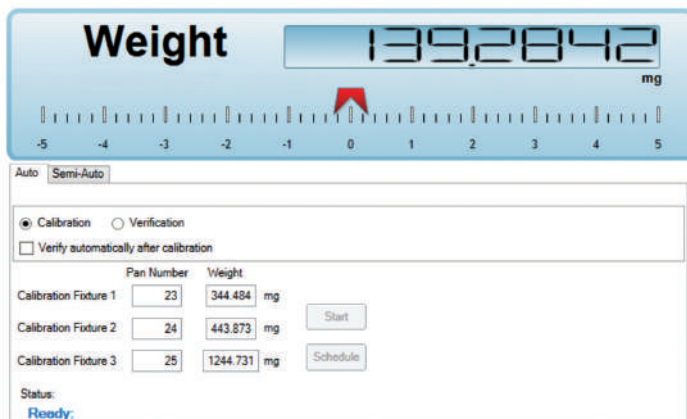 Weight 139.2842
mg
-5 -4 -3 -2 -1 0 1 2 3 4 5
Auto Semi-Auto
Calibration Verification
Verify automatically after calibration
Pan Number Weight
Calibration Fixture 1 23 344.484 mg
Start
Calibration Fixture 2 24 443.873 mg
Calibration Fixture 3 25 1244.731 mg Schedule
Status:
Ready: